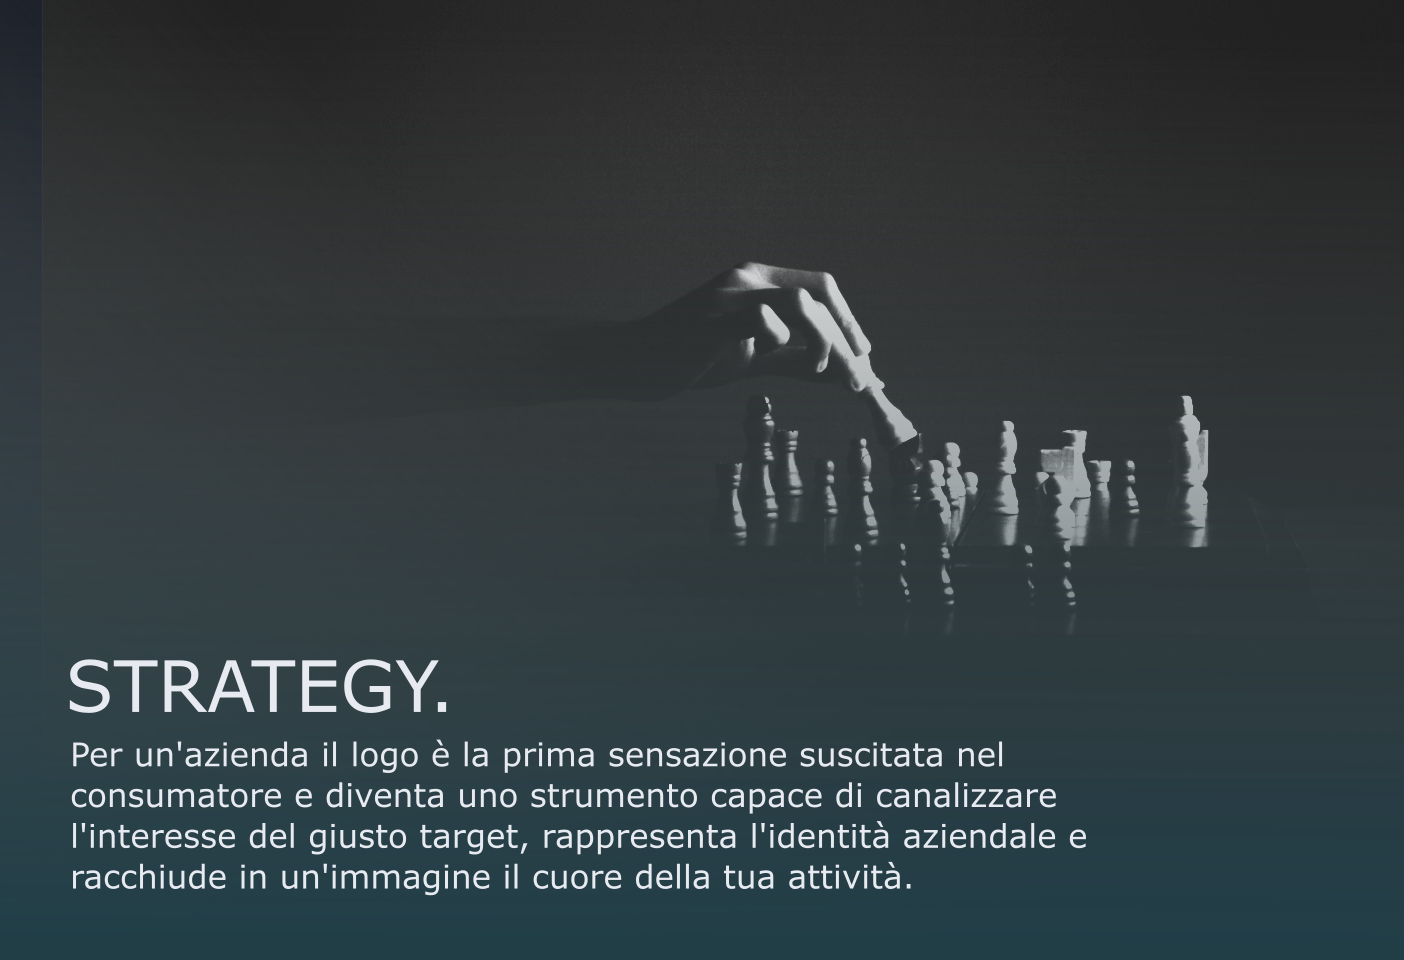 STRATEGY.
Per un'azienda il logo è la prima sensazione suscitata nel
consumatore e diventa uno strumento capace di canalizzare
l'interesse del giusto target, rappresenta l'identità aziendale e
racchiude in un'immagine il cuore della tua attività.